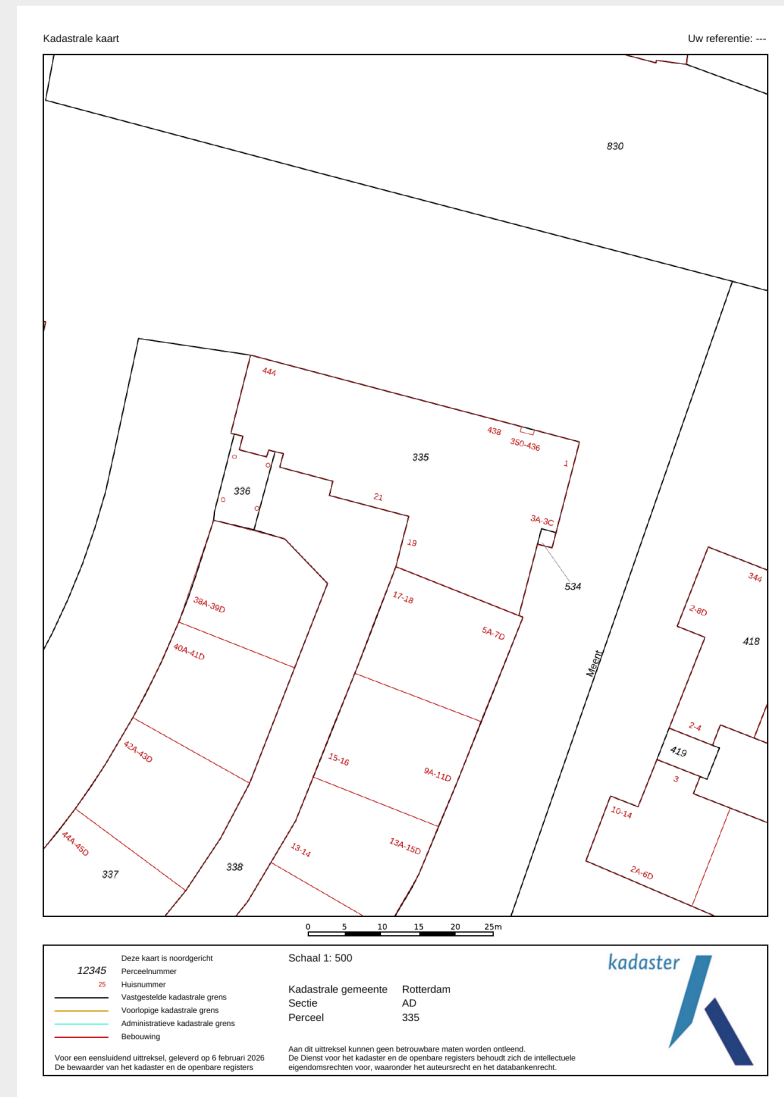 Kadastrale kaart
Uw referentie: ---
830
44A
438
350-436
1
335
336
21
3A-3C
19
534
344
17-18
38A-39D
2-8D
5A-7D
418
40A-41D
Meent
2-4
42A-43D
419
15-16
9A-11D
3
10-14
44A-45D
13-14
13A-15D
337
338
2A-6D
0 5 10 15 20 25m
Deze kaart is noordgericht
12345 Perceelnummer
25 Huisnummer
Vastgestelde kadastrale grens
Voorlopige kadastrale grens
Administratieve kadastrale grens
Bebouwing
Voor een eensluidend uittreksel, geleverd op 6 februari 2026
De bewaarder van het kadaster en de openbare registers
Schaal 1: 500
Kadastrale gemeente Rotterdam
Sectie AD
Perceel 335
Aan dit uittreksel kunnen geen betrouwbare maten worden ontleend.
De Dienst voor het kadaster en de openbare registers behoudt zich de intellectuele
eigendomsrechten voor, waaronder het auteursrecht en het databankenrecht.
kadaster